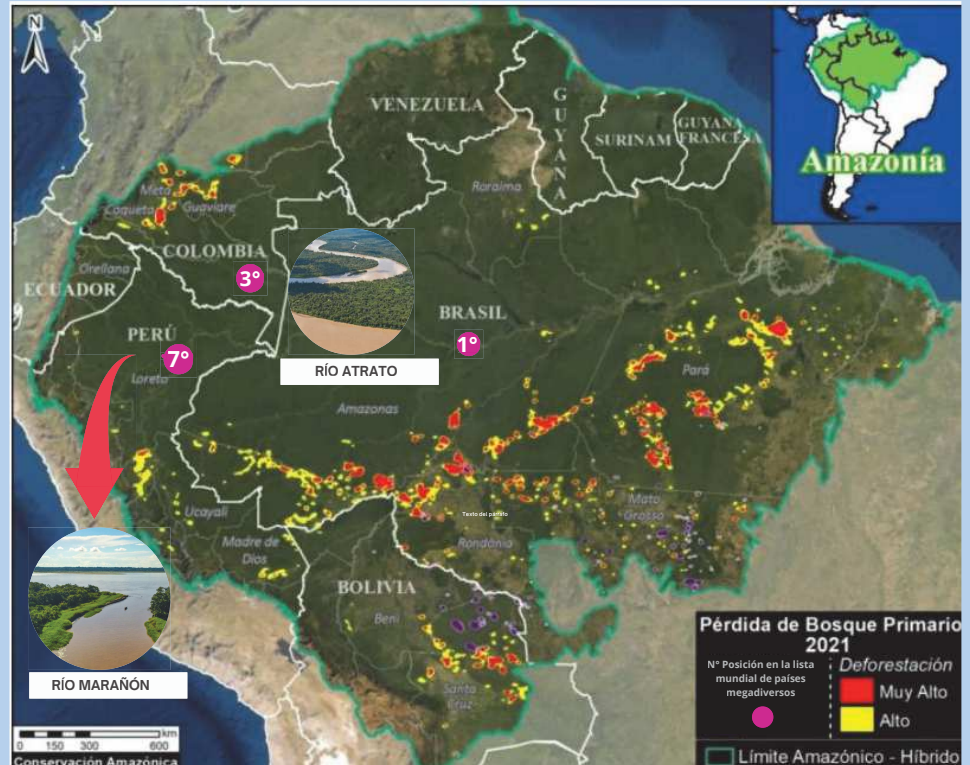 N
VENEZUELA
GUYANA
SURINAM
GUYANA
FRANCESA
Amazonía
Meta
Caqueta
Guaviare
Roraima
COLOMBIA
3°
Orellana
ECUADOR
BRASIL
1°
PERÚ
7°
Loreto
RÍO ATRATO
Pará
Amazonas
Ucayali
Madre de
Dios
Texto del párrafo
Mato
Grosso
Rondônia
BOLIVIA
Beni
Santa
Cruz
RÍO MARAÑÓN
Pérdida de Bosque Primario
2021
N° Posición en la lista
mundial de países
megadiversos
Deforestación
Muy Alto
Alto
Límite Amazónico - Híbrido
km
0 150 300 600
Conservación Amazónica